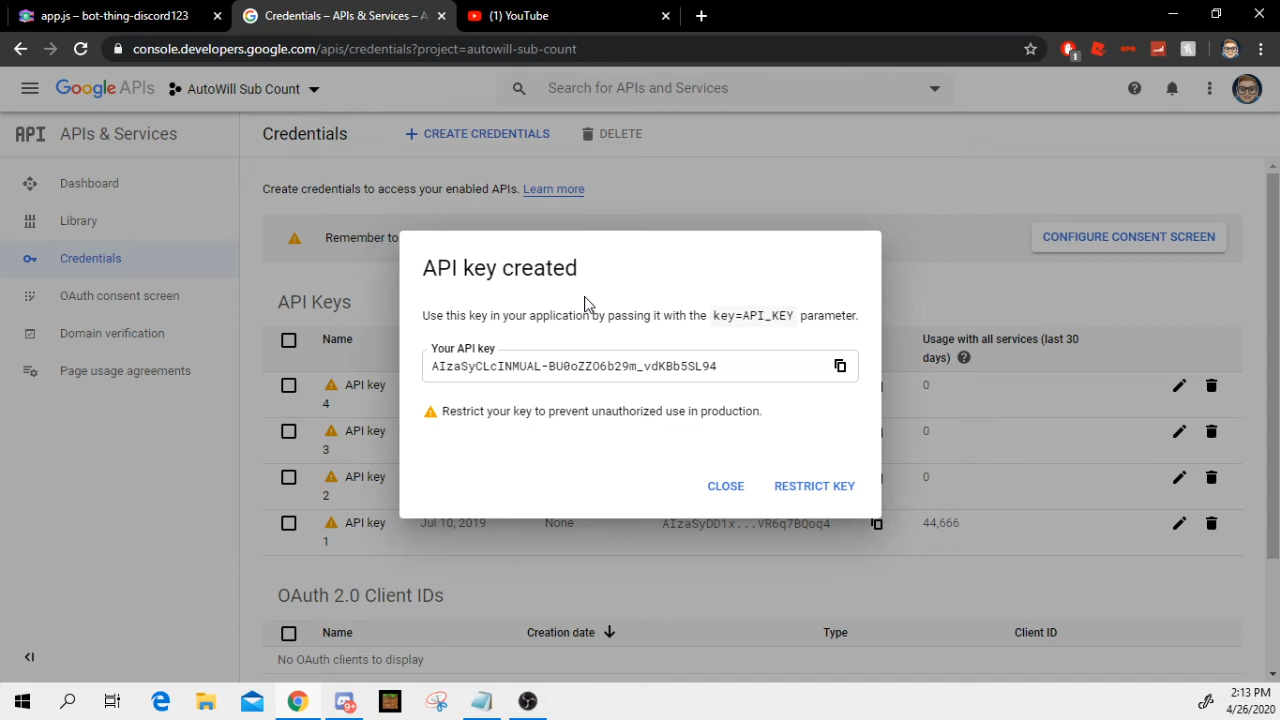 app.js – bot-thing-discord123
Credentials – APIs & Services – A
(1) YouTube
console.developers.google.com/apis/credentials?project=autowill-sub-count
1
Google APIs
AutoWill Sub Count
Search for APIs and Services
API APIs & Services
Credentials
+ CREATE CREDENTIALS
DELETE
Dashboard
Library
Credentials
OAuth consent screen
Domain verification
Page usage agreements
Create credentials to access your enabled APIs. Learn more
Remember to
CONFIGURE CONSENT SCREEN
API key created
Use this key in your application by passing it with the key=API_KEY parameter.
Your API key
AIzaSyCLcINMUAL-BU0oZZO6b29m_vdKBb5SL94
Restrict your key to prevent unauthorized use in production.
CLOSE
RESTRICT KEY
API Keys
Name
Usage with all services (last 30
days)
API key
4
0
API key
3
0
API key
2
0
API key
1
Jul 10, 2019
None
AIzaSyDD1x...VR6q7BQoq4
44,666
OAuth 2.0 Client IDs
Name
Creation date
Type
Client ID
No OAuth clients to display
2:13 PM
4/26/2020